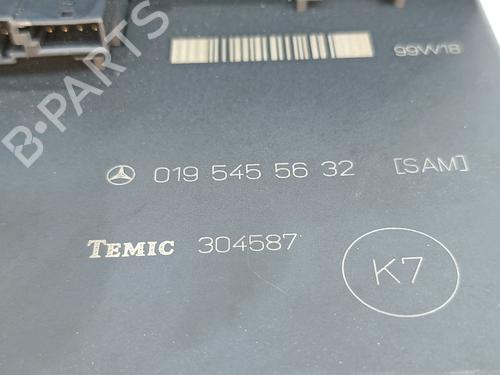 99W18
019 545 56 32 [SAM]
TEMIC 304587
K7
B-PARTS